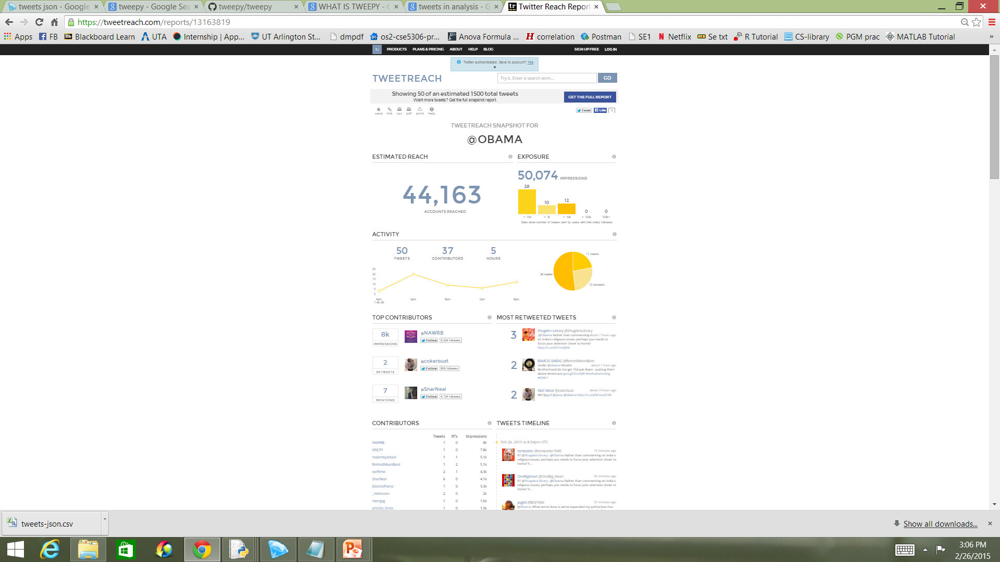 tweets json - Google
tweepy - Google Sea
tweepy/tweepy
WHAT IS TWEEPY - G
tweets in analysis - G
Twitter Reach Report
https://tweetreach.com/reports/13163819
Apps
FB
Blackboard Learn
UTA
Internship | App...
UT Arlington St...
dmpdf
os2-cse5306-pr...
Anova Formula ...
correlation
Postman
SE1
Netflix
Se txt
R Tutorial
CS-library
PGM prac
MATLAB Tutorial
»
Tr PRODUCTS PLANS & PRICING ABOUT HELP BLOG SIGN UP FREE LOG IN
Twitter authenticated. Save to account? Yes
×
TWEETREACH
Try it. Enter a search term...
GO
Showing 50 of an estimated 1500 total tweets
Want more tweets? Get the full snapshot report.
GET THE FULL REPORT
save link csv pdf print help
Tweet Like 0
TWEETREACH SNAPSHOT FOR
@OBAMA
ESTIMATED REACH
44,163
ACCOUNTS REACHED
EXPOSURE
50,074 IMPRESSIONS
28 10 12 0 0
< 100 < 1k < 10k < 100k 100k+
Bars show number of tweets sent by users with that many followers
ACTIVITY
50 37 5
TWEETS CONTRIBUTORS HOURS
25
20
15
10
5
0
4pm 5pm 6pm 7pm 8pm
Feb 26
11 tweets
26 replies
13 retweets
TOP CONTRIBUTORS
8k
IMPRESSIONS
@NAWRB
Follow 8,024 followers
2
RETWEETS
@cokerbust
Follow 608 followers
7
MENTIONS
@SharNeal
Follow 4,134 followers
MOST RETWEETED TWEETS
3
Shugden Library @ShugdenLibrary
.@Obama Rather than commenting about 7 hours ago
on India's religious issues, perhaps you needs to
focus your attention closer to home?
2
BAMCIS-SMEAC @RetiredMoonBoot
Under @obama Muslim about 1 hour ago
Brotherhood do not get TSA pat down - putting them
above Americans #rednationrising
#PJNET
2
Mail Metal @cokerbust about 3 hours ago
Wtf @god @jesus @obama
CONTRIBUTORS
Tweets RTs Impressions
NAWRB 1 0 8k
WSCP1 1 0 7.8k
realemilyattack 1 1 5.1k
RetiredMoonBoot 1 2 5.1k
stefftme 2 1 4.3k
SharNeal 6 0 4.1k
DesireePatno 1 0 3.3k
_intohoran 2 0 2k
marsjpg 1 0 1.6k
articles_forex 1 0 1.5k
TWEETS TIMELINE
Feb 26, 2015 at 8:54pm UTC
tompotter @tompotter1945 12 minutes ago
RT @ShugdenLibrary: .@Obama Rather than commenting on India's
religious issues, perhaps you needs to focus your attention closer to
home? h...
OneBigHeart @OneBig_Heart 35 minutes ago
RT @ShugdenLibrary: .@Obama Rather than commenting on India's
religious issues, perhaps you needs to focus your attention closer to
home? h...
jwg60 @BOI1960 37 minutes ago
@Obama .What we've done is we've expanded my authorities.You
tweets-json.csv
Show all downloads...
3:06 PM
2/26/2015